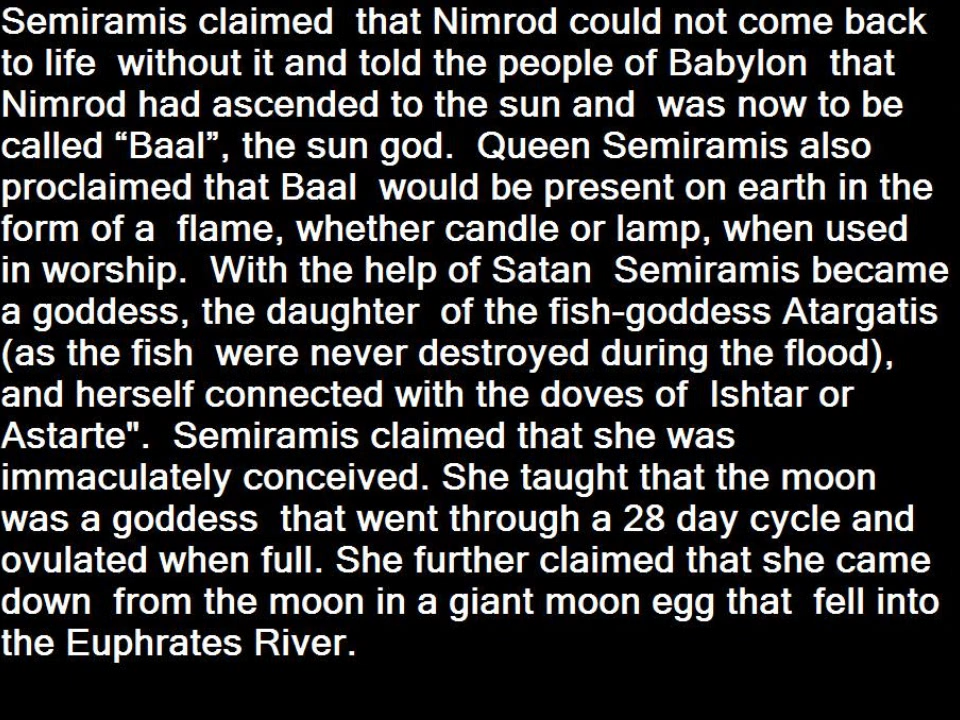 Semiramis claimed  that Nimrod could not come back
to life  without it and told the people of Babylon  that
Nimrod had ascended to the sun and  was now to be
called “Baal”, the sun god.  Queen Semiramis also
proclaimed that Baal  would be present on earth in the
form of a  flame, whether candle or lamp, when used
in worship.  With the help of Satan  Semiramis became
a goddess, the daughter  of the fish-goddess Atargatis
(as the fish  were never destroyed during the flood),
and herself connected with the doves of  Ishtar or
Astarte".  Semiramis claimed that she was
immaculately conceived. She taught that the moon
was a goddess  that went through a 28 day cycle and
ovulated when full. She further claimed that she came
down  from the moon in a giant moon egg that  fell into
the Euphrates River.